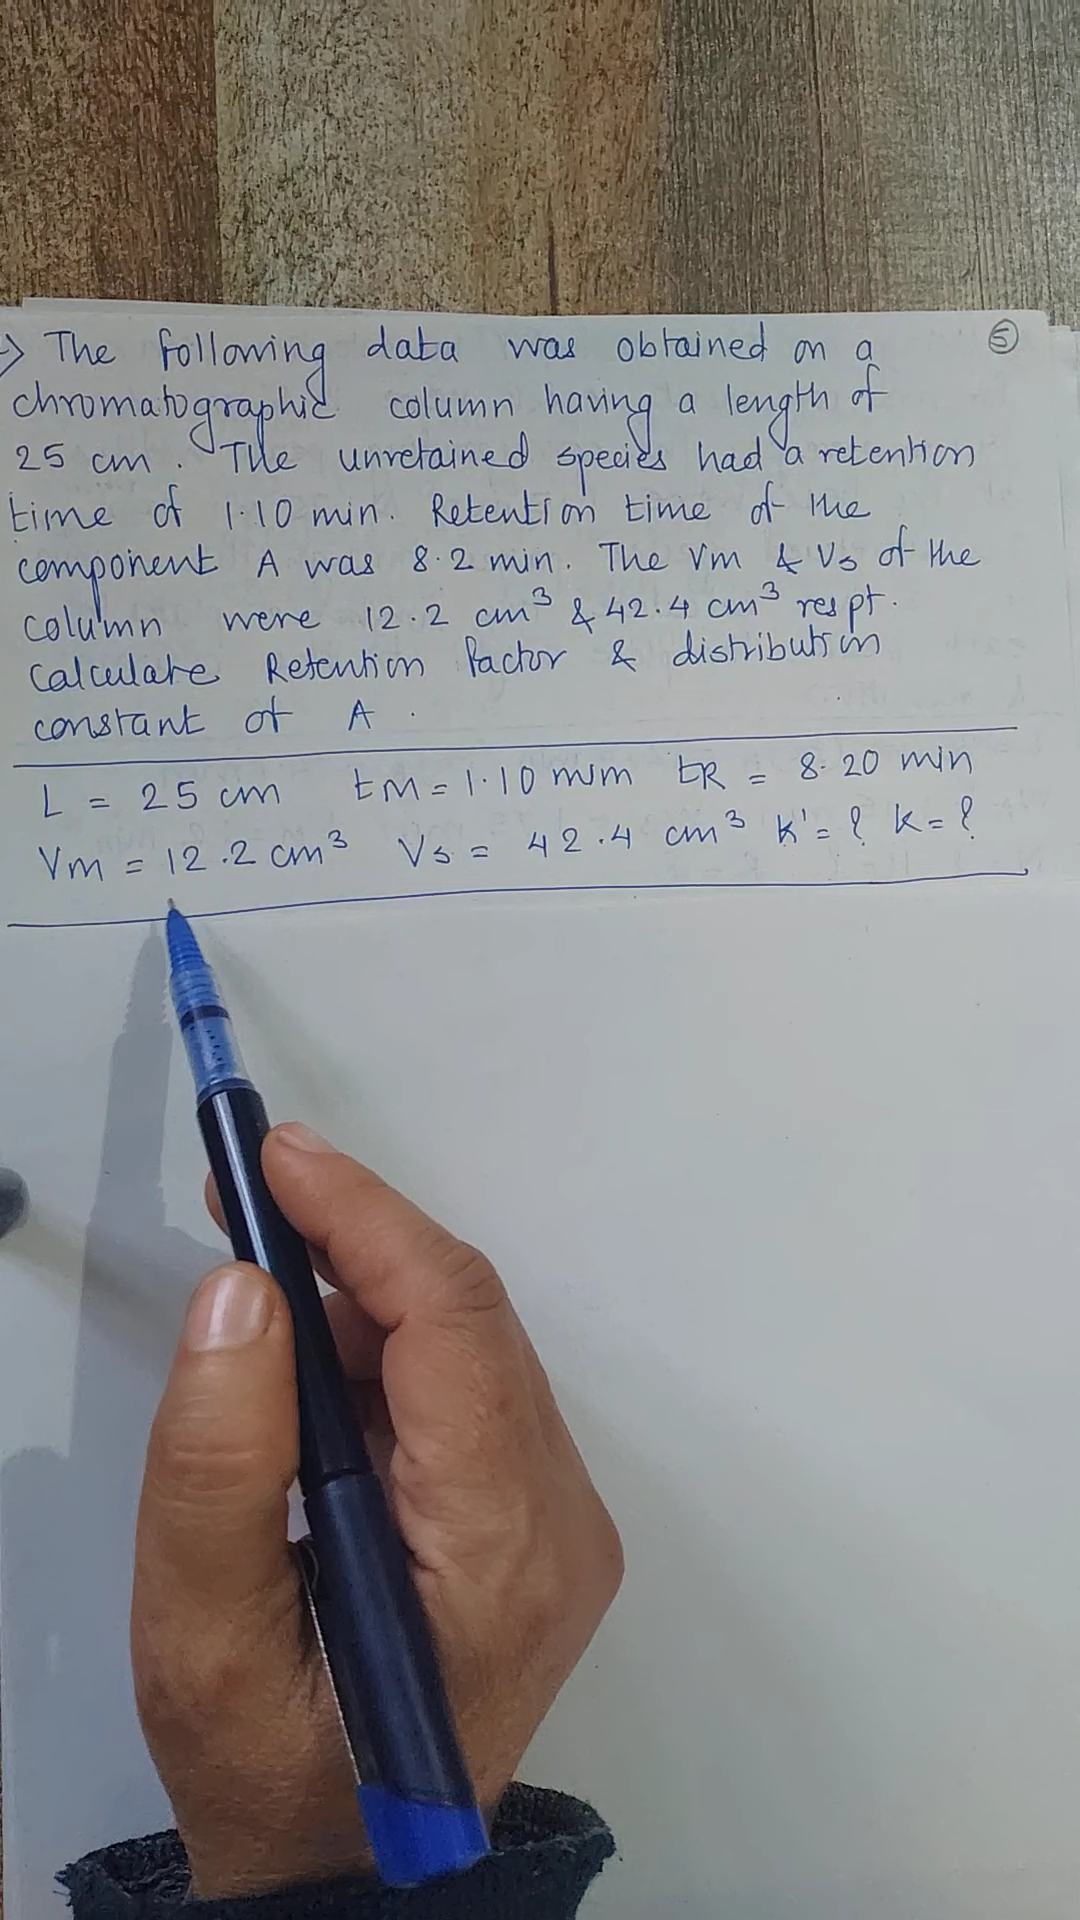 → The following data was obtained on a
⑤
chromatographic column having a length of
25 cm. The unretained species had a retention
time of 1.10 min. Retention time of the
component A was 8.2 min. The Vm & Vs of the
column were 12.2 cm³ & 42.4 cm³ respt.
Calculate Retention factor & distribution
constant of A.
L = 25 cm tM = 1.10 min tR = 8.20 min
Vm = 12.2 cm³ Vs = 42.4 cm³ K' = ? K = ?